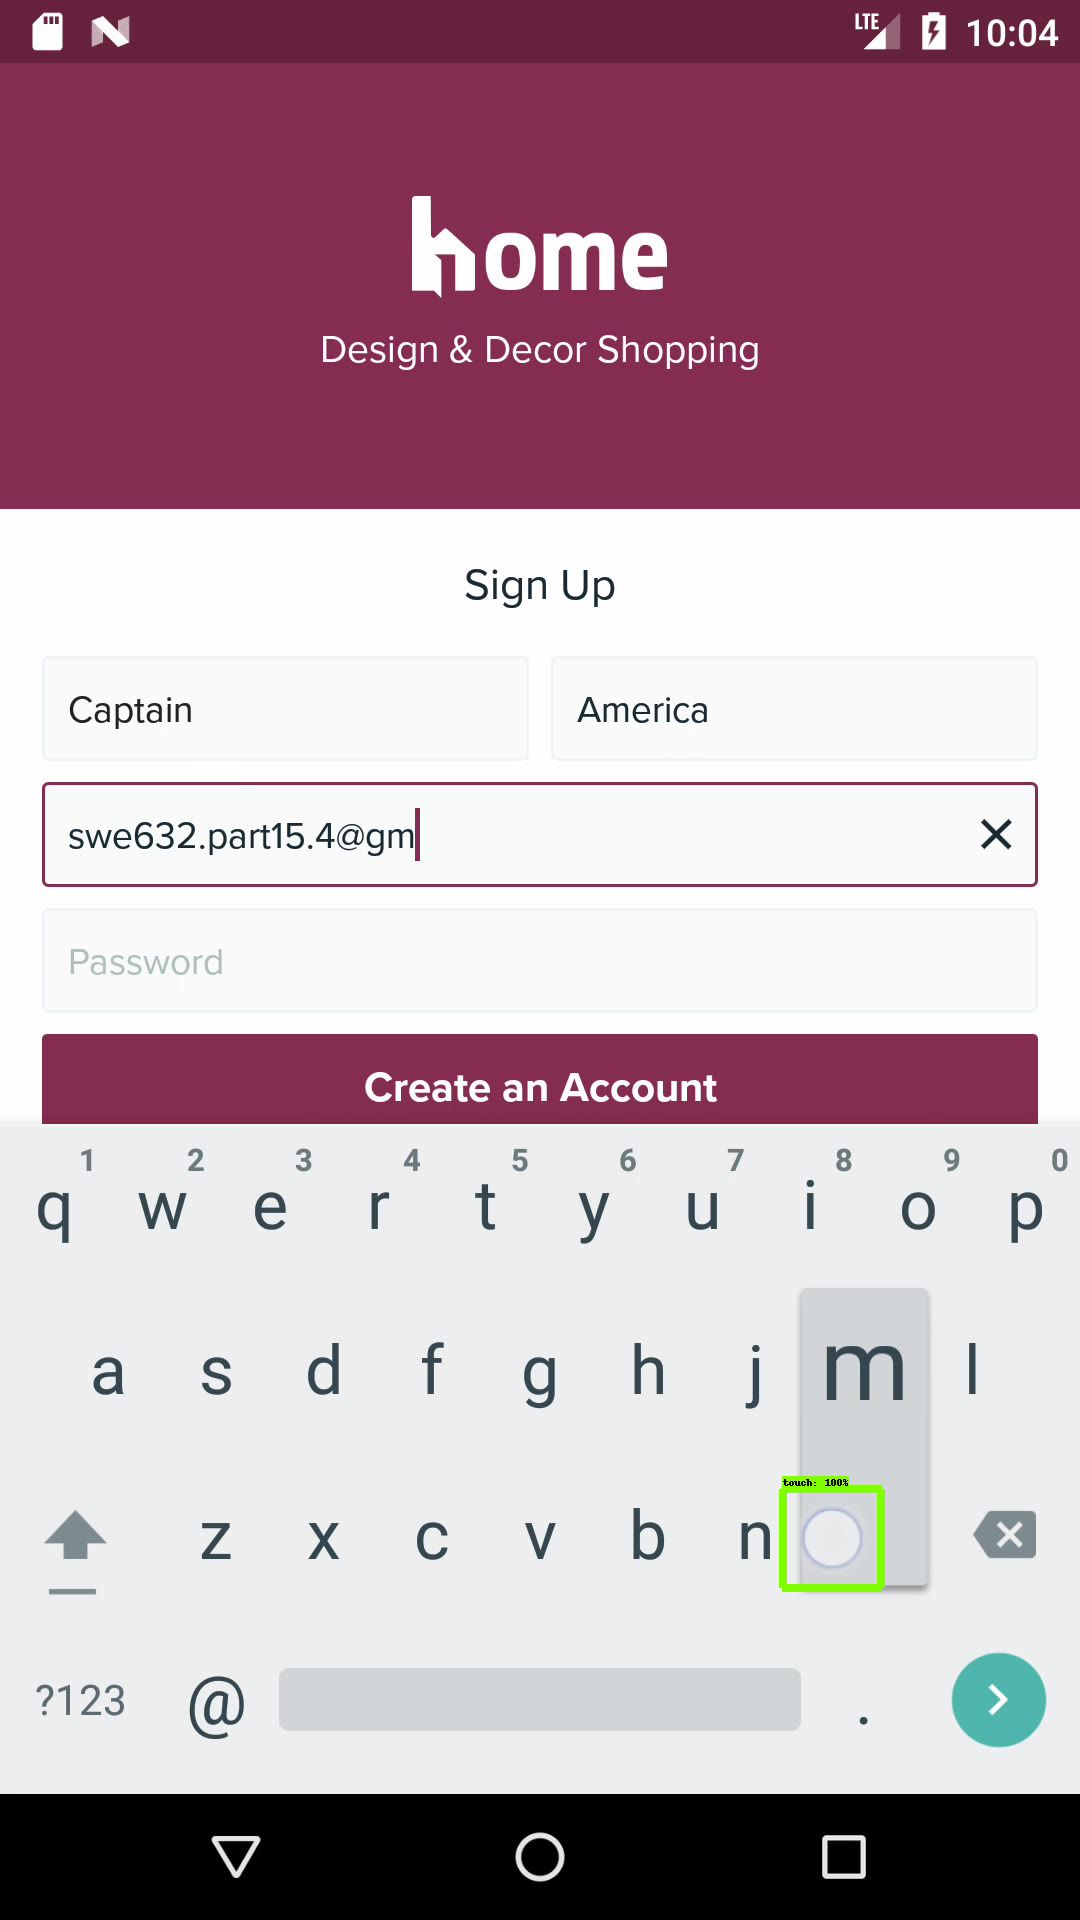 LTE 10:04
home
Design & Decor Shopping
Sign Up
Captain America
swe632.part15.4@gm
Password
Create an Account
1 2 3 4 5 6 7 8 9 0
q w e r t y u i o p
a s d f g h j m l
touch: 100%
z x c v b n
?123 @ .